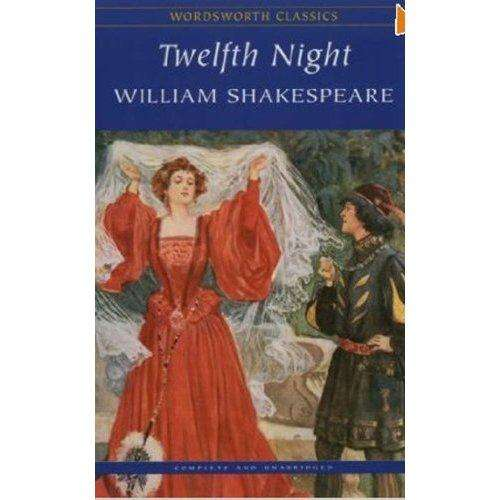 WORDSWORTH CLASSICS
Twelfth Night
WILLIAM SHAKESPEARE
COMPLETE AND UNABRIDGED